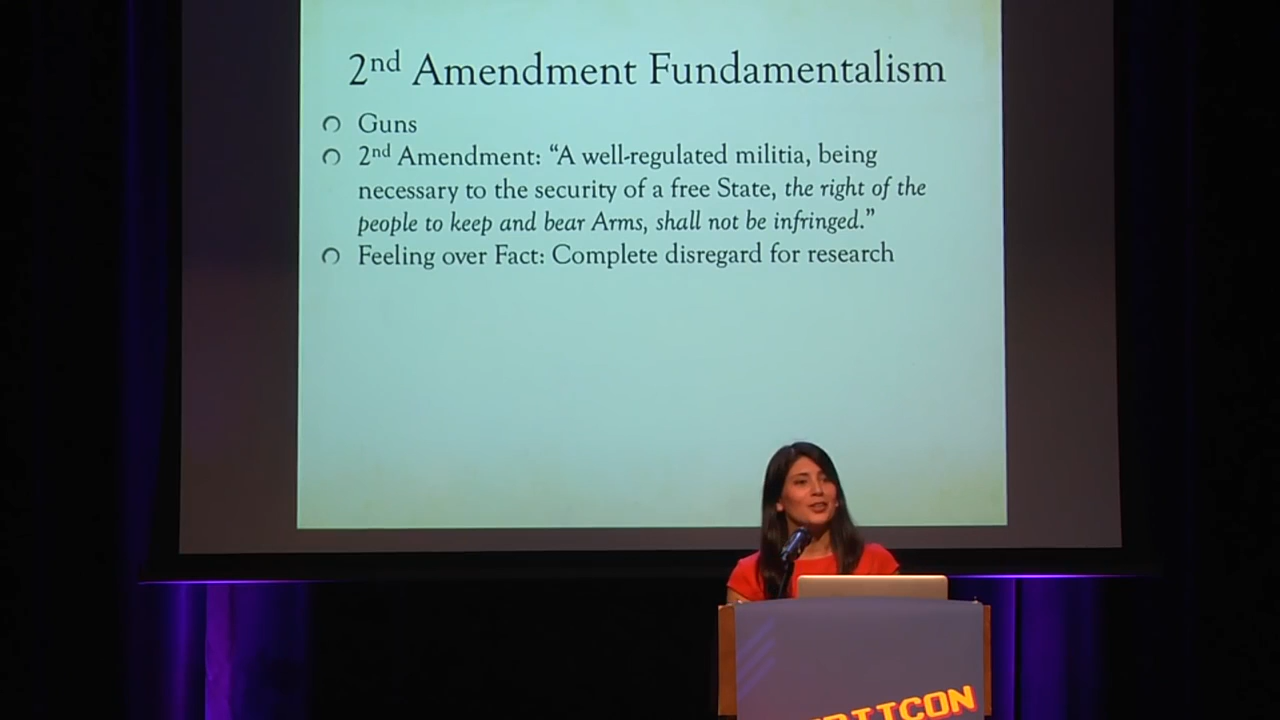 2nd Amendment Fundamentalism
Guns
2nd Amendment: “A well-regulated militia, being
necessary to the security of a free State, the right of the
people to keep and bear Arms, shall not be infringed.”
Feeling over Fact: Complete disregard for research